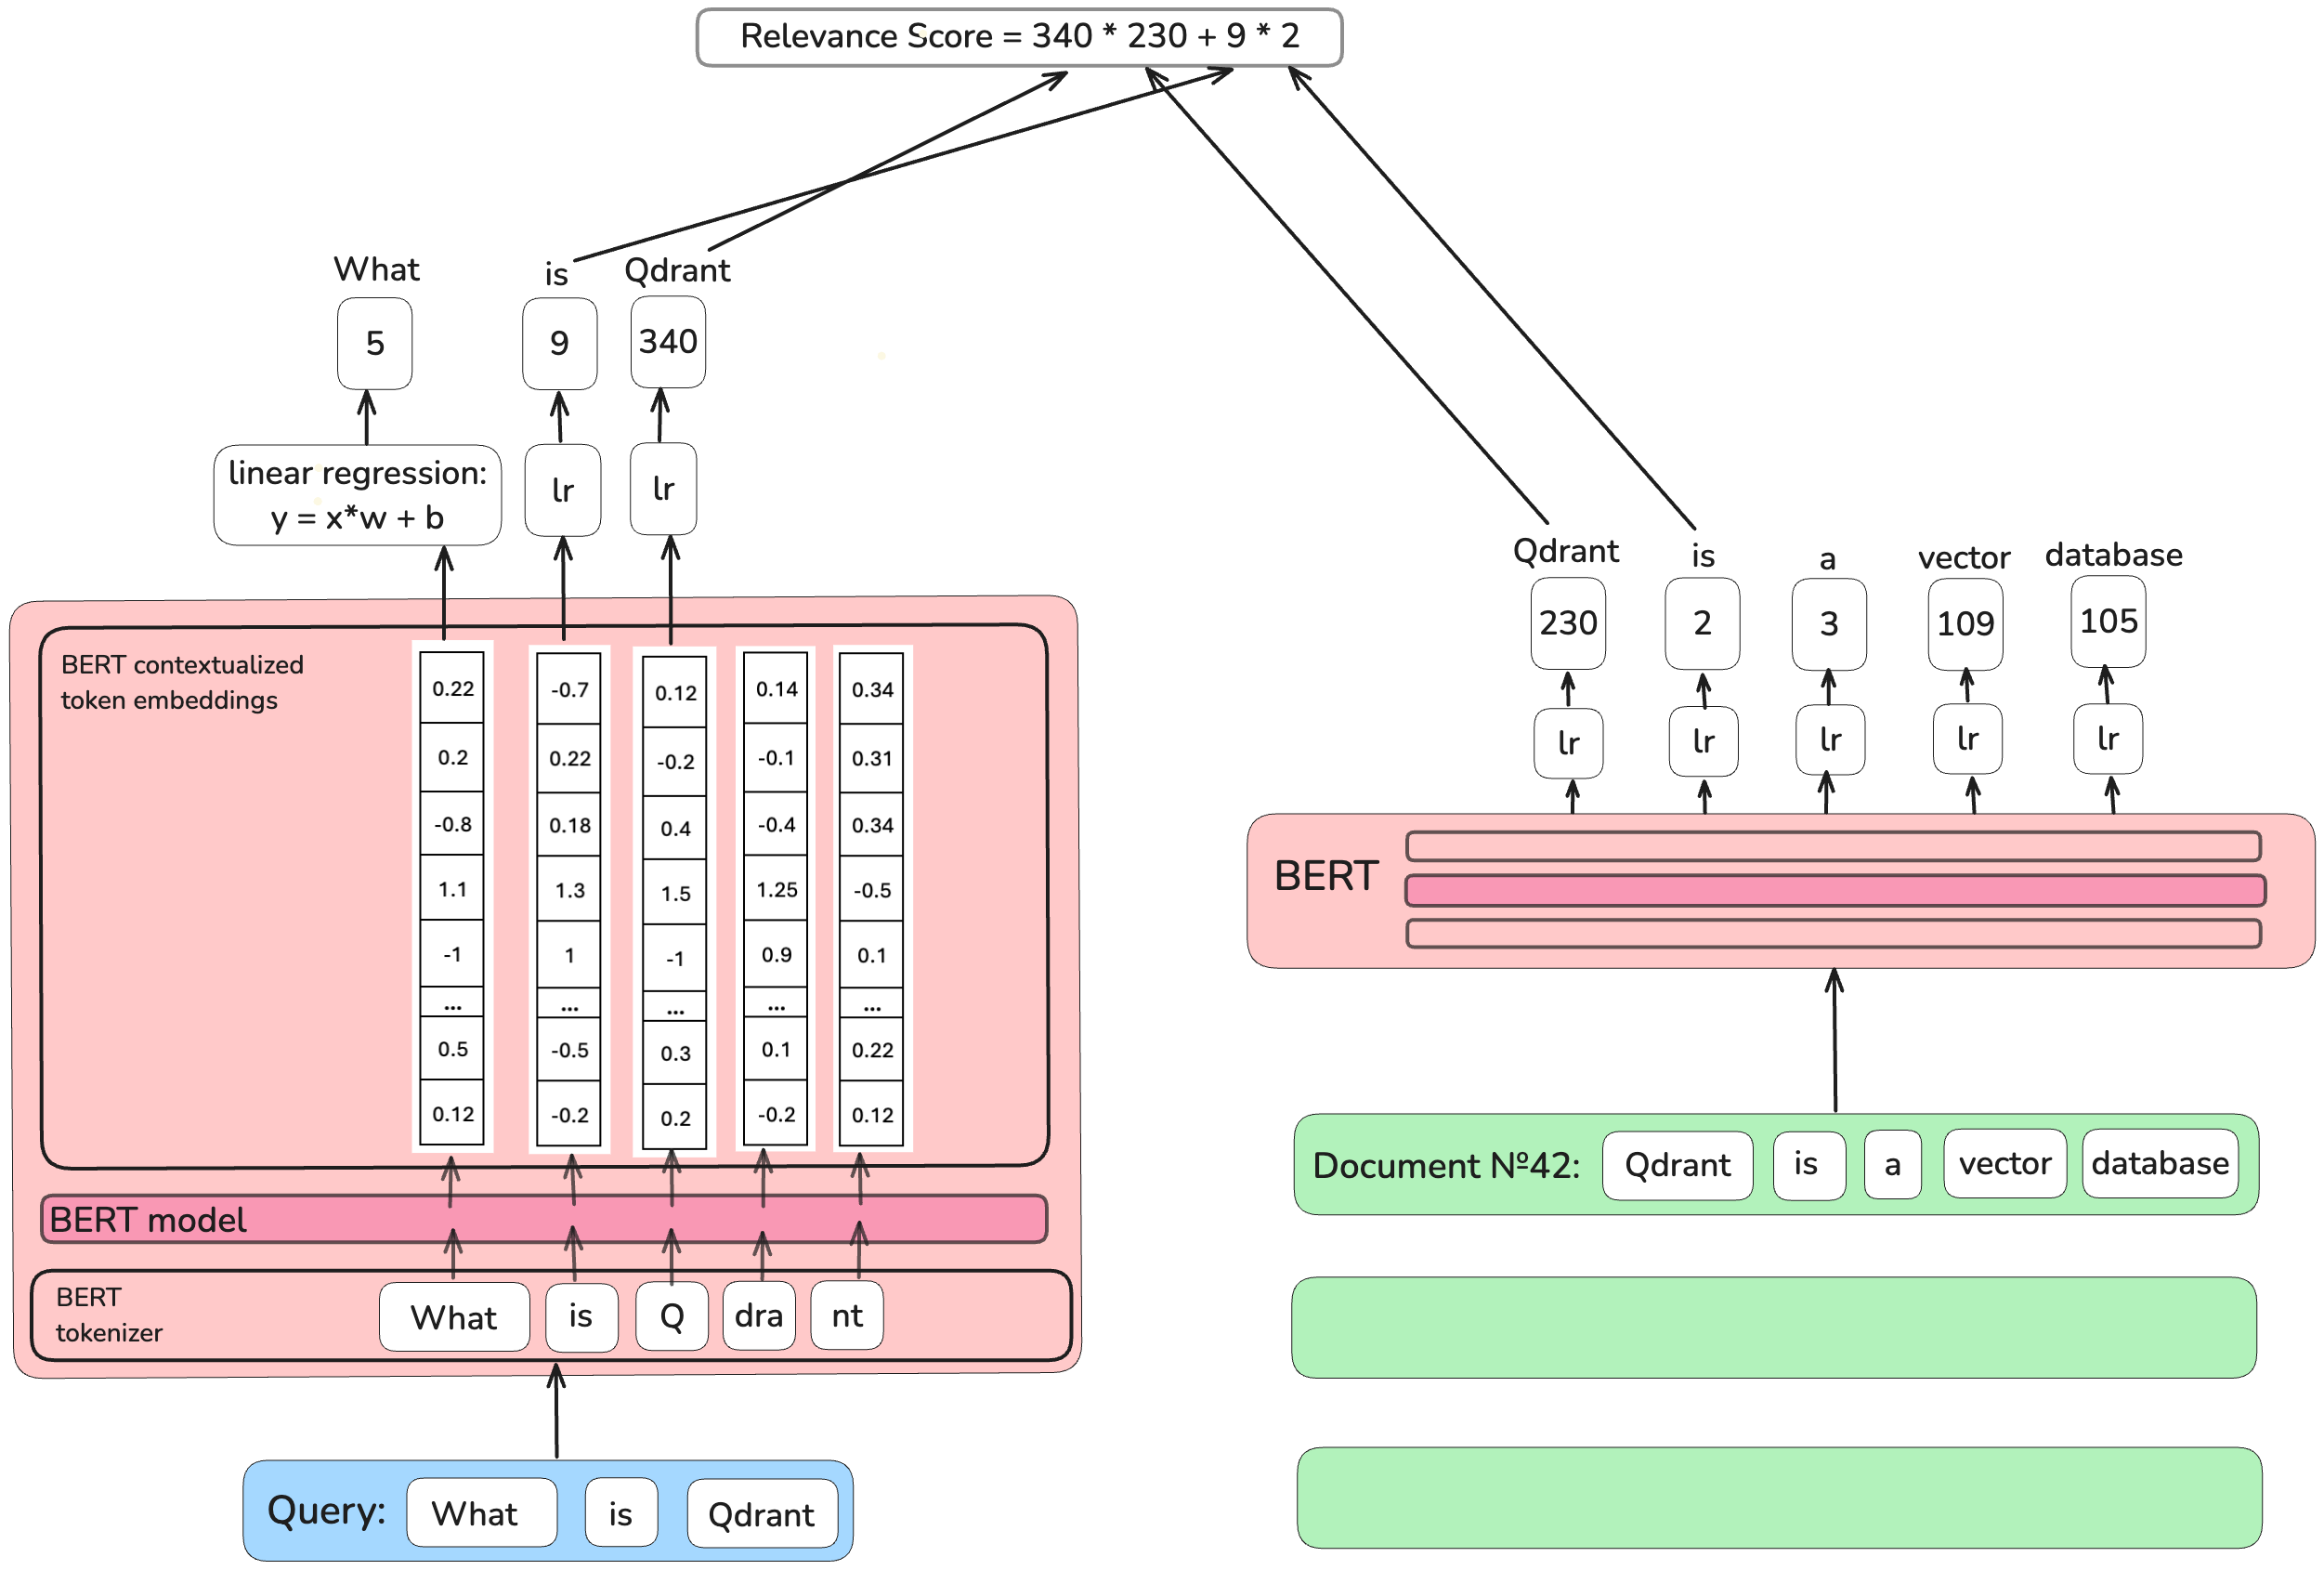 Relevance Score = 340 * 230 + 9 * 2
What
is
Qdrant
5
9
340
linear regression:
y = x*w + b
lr
lr
Qdrant
is
a
vector
database
230
2
3
109
105
lr
lr
lr
lr
lr
BERT contextualized
token embeddings
0.22 -0.7 0.12 0.14 0.34
0.2 0.22 -0.2 -0.1 0.31
-0.8 0.18 0.4 -0.4 0.34
1.1 1.3 1.5 1.25 -0.5
-1 1 -1 0.9 0.1
... ... ... ... ...
0.5 -0.5 0.3 0.1 0.22
0.12 -0.2 0.2 -0.2 0.12
BERT
BERT model
BERT
tokenizer
What is Q dra nt
Document №42: Qdrant is a vector database
Query: What is Qdrant